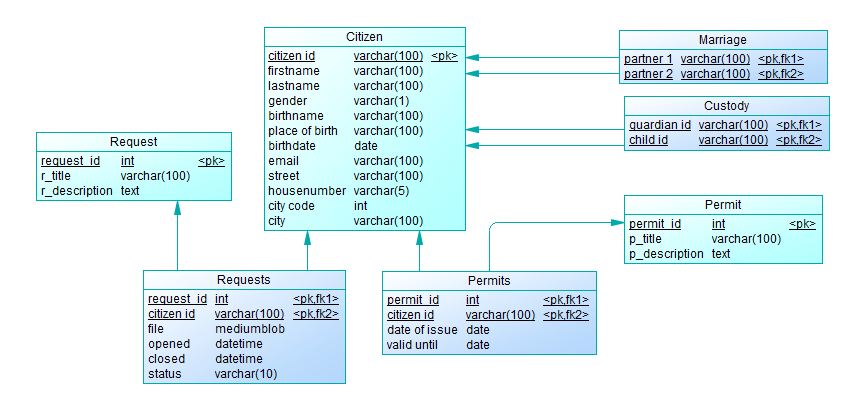 Citizen
citizen id varchar(100) <pk>
firstname varchar(100)
lastname varchar(100)
gender varchar(1)
birthname varchar(100)
place of birth varchar(100)
birthdate date
email varchar(100)
street varchar(100)
housenumber varchar(5)
city code int
city varchar(100)
Marriage
partner 1 varchar(100) <pk,fk1>
partner 2 varchar(100) <pk,fk2>
Custody
guardian id varchar(100) <pk,fk1>
child id varchar(100) <pk,fk2>
Request
request_id int <pk>
r_title varchar(100)
r_description text
Permit
permit_id int <pk>
p_title varchar(100)
p_description text
Requests
request_id int <pk,fk1>
citizen id varchar(100) <pk,fk2>
file mediumblob
opened datetime
closed datetime
status varchar(10)
Permits
permit_id int <pk,fk1>
citizen id varchar(100) <pk,fk2>
date of issue date
valid until date